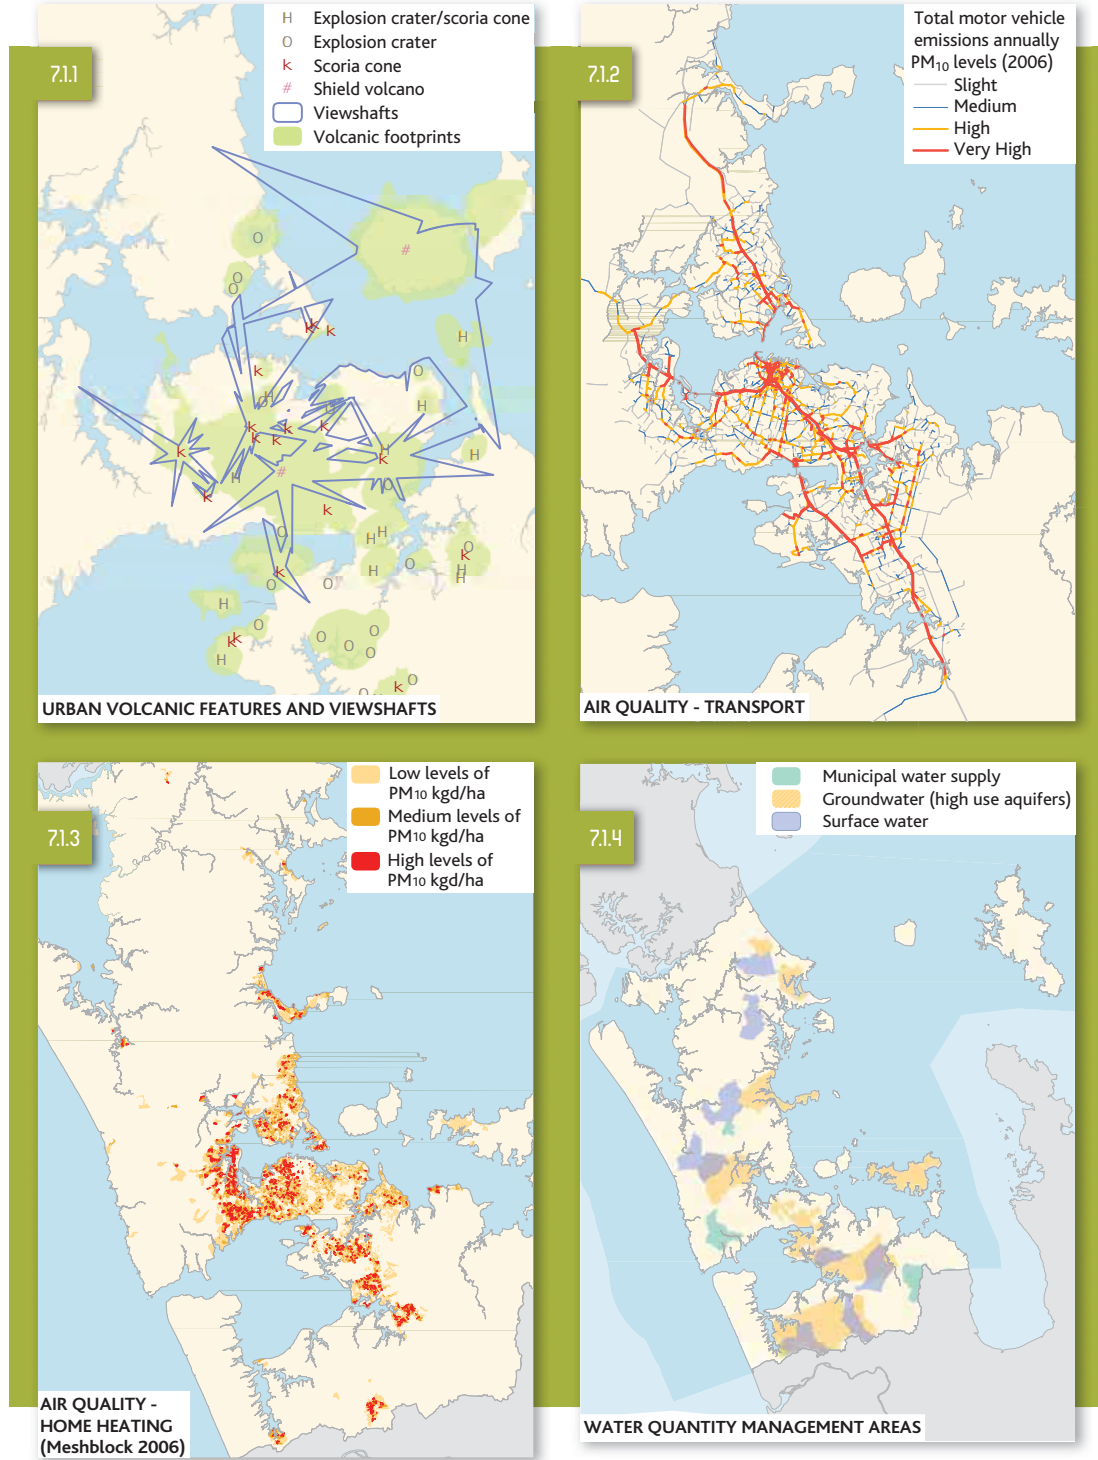 7.1.1
H Explosion crater/scoria cone
O Explosion crater
k Scoria cone
# Shield volcano
Viewshafts
Volcanic footprints
URBAN VOLCANIC FEATURES AND VIEWSHAFTS
7.1.2
Total motor vehicle
emissions annually
PM10 levels (2006)
Slight
Medium
High
Very High
AIR QUALITY - TRANSPORT
7.1.3
Low levels of
PM10 kgd/ha
Medium levels of
PM10 kgd/ha
High levels of
PM10 kgd/ha
AIR QUALITY -
HOME HEATING
(Meshblock 2006)
7.1.4
Municipal water supply
Groundwater (high use aquifers)
Surface water
WATER QUANTITY MANAGEMENT AREAS